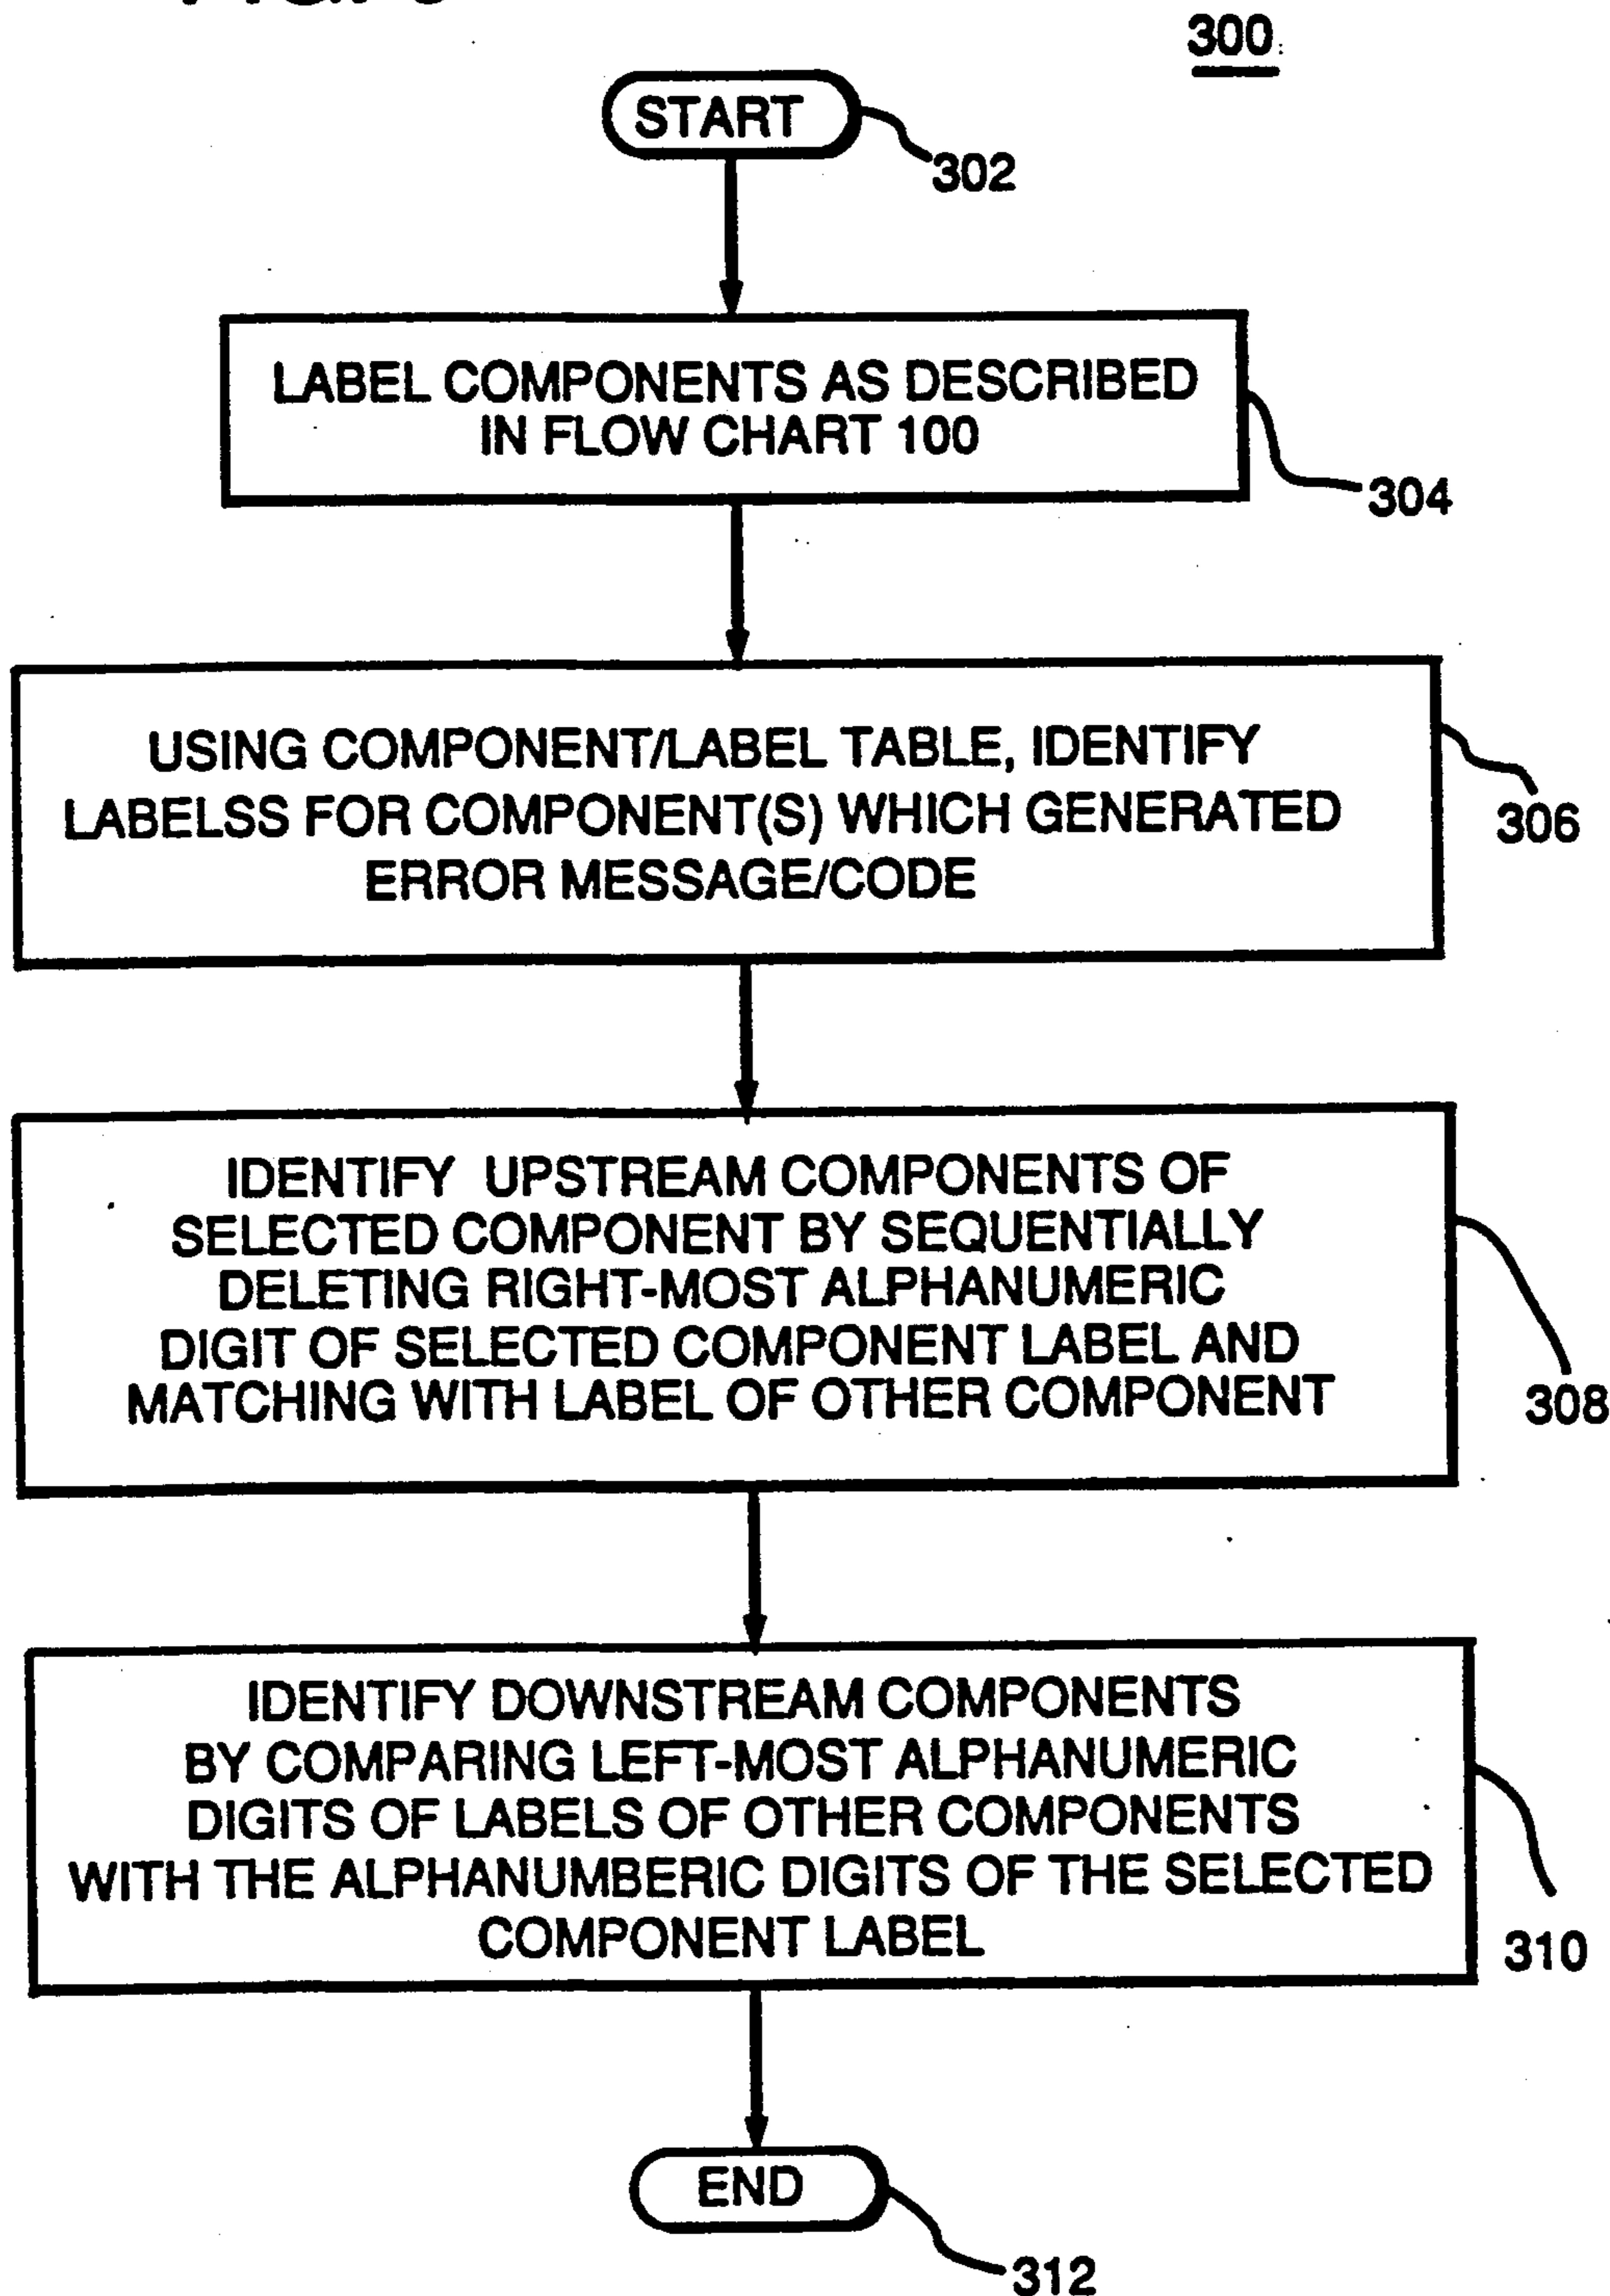 300
START
302
LABEL COMPONENTS AS DESCRIBED
IN FLOW CHART 100
304
USING COMPONENT/LABEL TABLE, IDENTIFY
LABELSS FOR COMPONENT(S) WHICH GENERATED
ERROR MESSAGE/CODE
306
IDENTIFY UPSTREAM COMPONENTS OF
SELECTED COMPONENT BY SEQUENTIALLY
DELETING RIGHT-MOST ALPHANUMERIC
DIGIT OF SELECTED COMPONENT LABEL AND
MATCHING WITH LABEL OF OTHER COMPONENT
308
IDENTIFY DOWNSTREAM COMPONENTS
BY COMPARING LEFT-MOST ALPHANUMERIC
DIGITS OF LABELS OF OTHER COMPONENTS
WITH THE ALPHANUMBERIC DIGITS OF THE SELECTED
COMPONENT LABEL
310
END
312